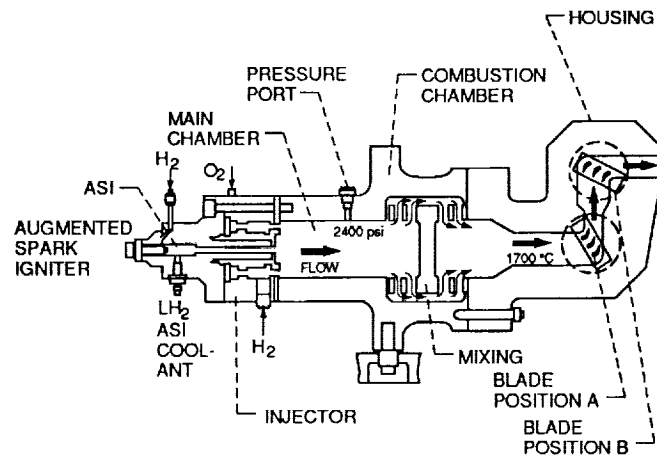 HOUSING
PRESSURE
PORT
COMBUSTION
CHAMBER
MAIN
CHAMBER
H2
O2
ASI
AUGMENTED
SPARK
IGNITER
2400 psi
FLOW
1700 °C
LH2
ASI
COOL-
ANT
H2
INJECTOR
MIXING
BLADE
POSITION A
BLADE
POSITION B